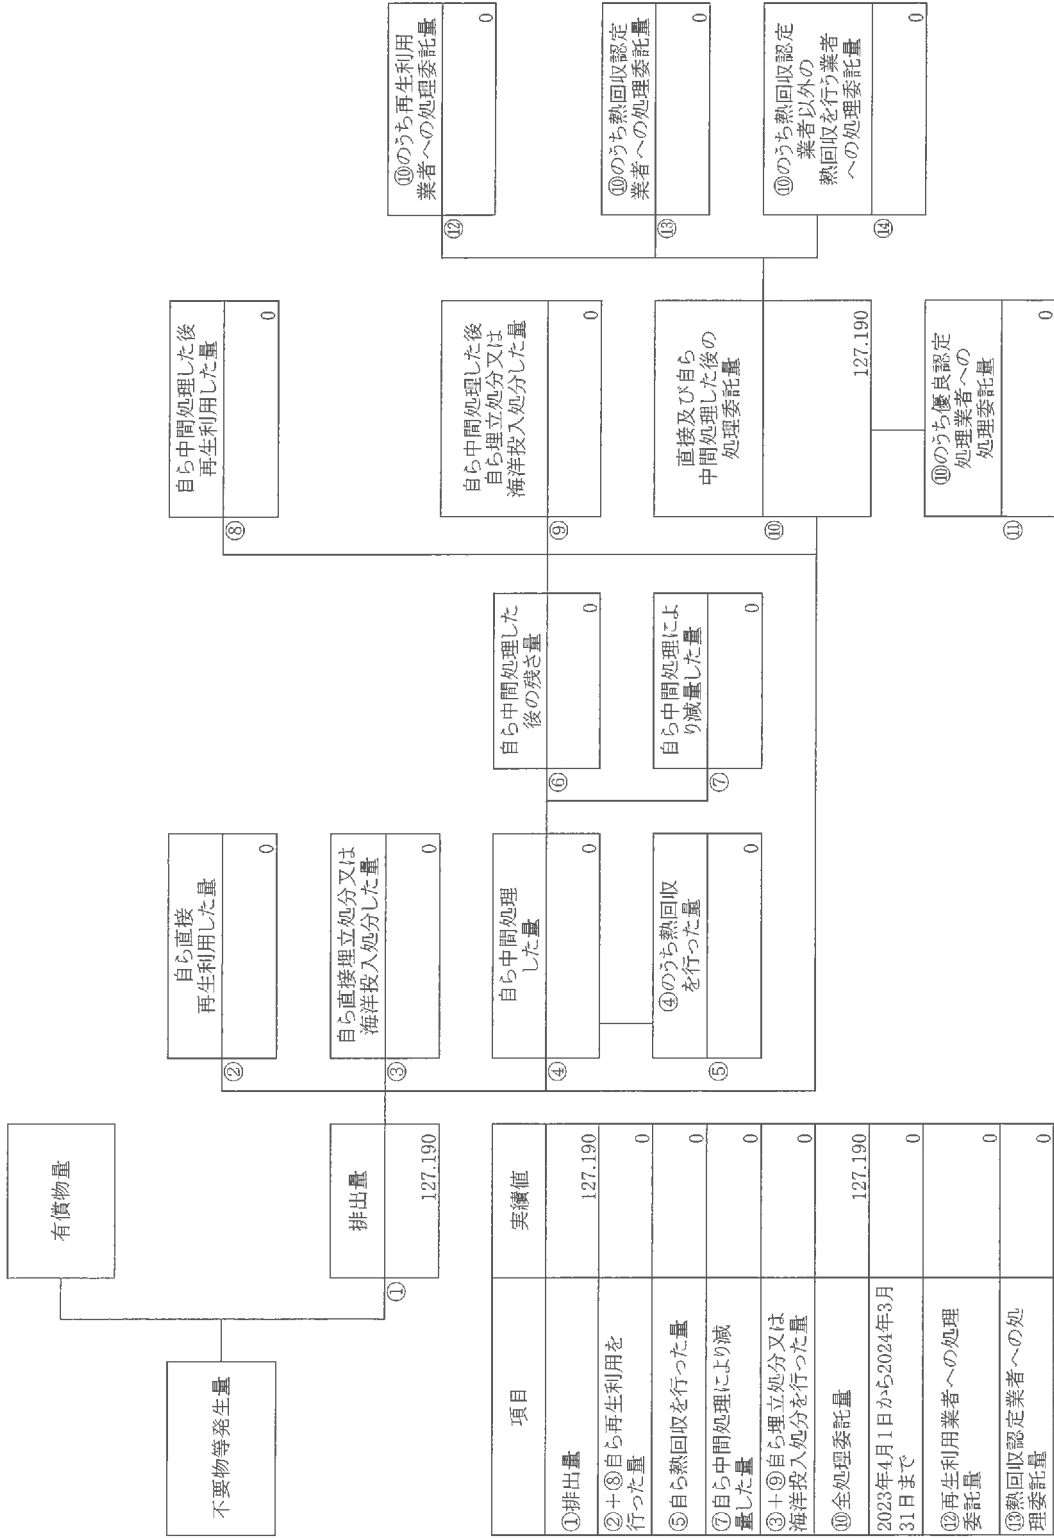 不要物等発生量
有償物量
排出量
①
127.190
自ら直接
再生利用した量
②
0
自ら直接埋立処分又は
海洋投入処分した量
③
0
自ら中間処理
した量
④
0
④のうち熱回収
を行った量
⑤
0
自ら中間処理した
後の残さ量
⑥
0
自ら中間処理によ
り減量した量
⑦
0
自ら中間処理した後
再生利用した量
⑧
0
自ら中間処理した後
自ら埋立処分又は
海洋投入処分した量
⑨
0
直接及び自ら
中間処理した後の
処理委託量
⑩
127.190
⑩のうち優良認定
処理業者への
処理委託量
⑪
0
⑩のうち再生利用
業者への処理委託量
⑫
0
⑩のうち熱回収認定
業者への処理委託量
⑬
0
⑩のうち熱回収認定
業者以外の
熱回収を行う業者
への処理委託量
⑭
0
項目 実績値
①排出量 127.190
②+⑧自ら再生利用を
行った量 0
⑤自ら熱回収を行った量 0
⑦自ら中間処理により減
量した量 0
③+⑨自ら埋立処分又は
海洋投入処分を行った量 0
⑩全処理委託量 127.190
2023年4月1日から2024年3月
31日まで 0
⑫再生利用業者への処理
委託量 0
⑬熱回収認定業者への処
理委託量 0